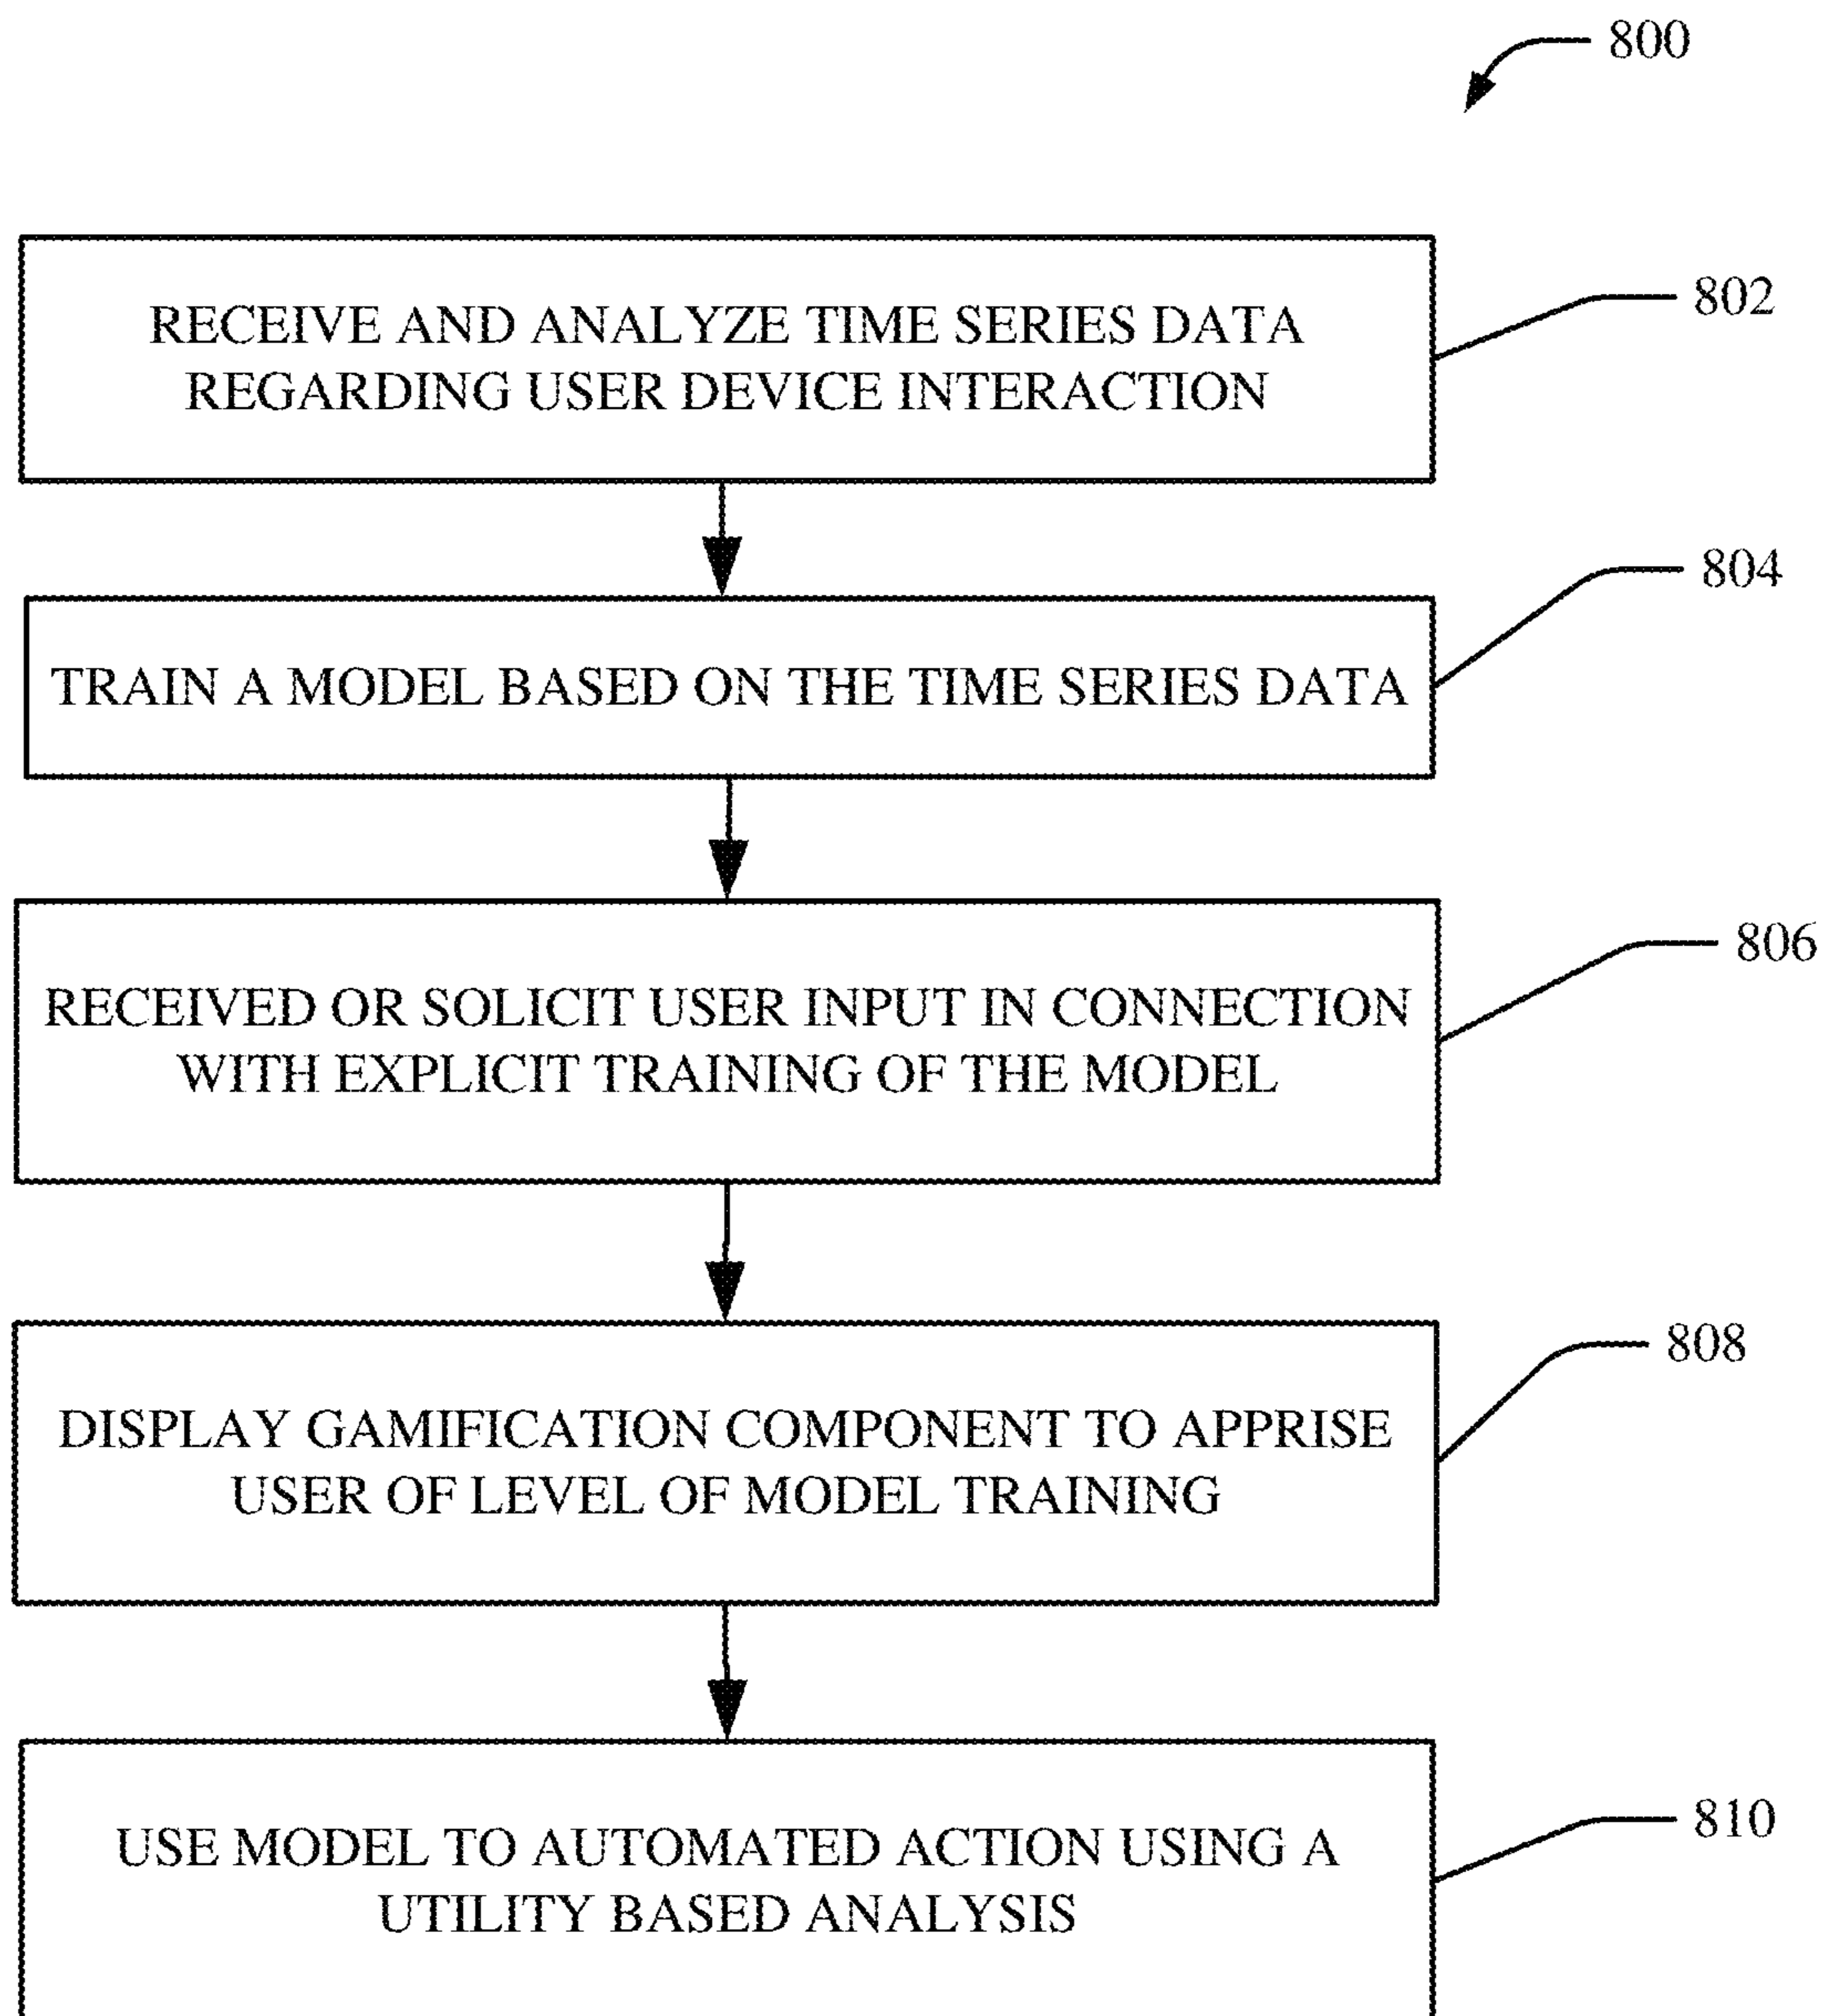 800
RECEIVE AND ANALYZE TIME SERIES DATA
REGARDING USER DEVICE INTERACTION
802
TRAIN A MODEL BASED ON THE TIME SERIES DATA
804
RECEIVED OR SOLICIT USER INPUT IN CONNECTION
WITH EXPLICIT TRAINING OF THE MODEL
806
DISPLAY GAMIFICATION COMPONENT TO APPRISE
USER OF LEVEL OF MODEL TRAINING
808
USE MODEL TO AUTOMATED ACTION USING A
UTILITY BASED ANALYSIS
810